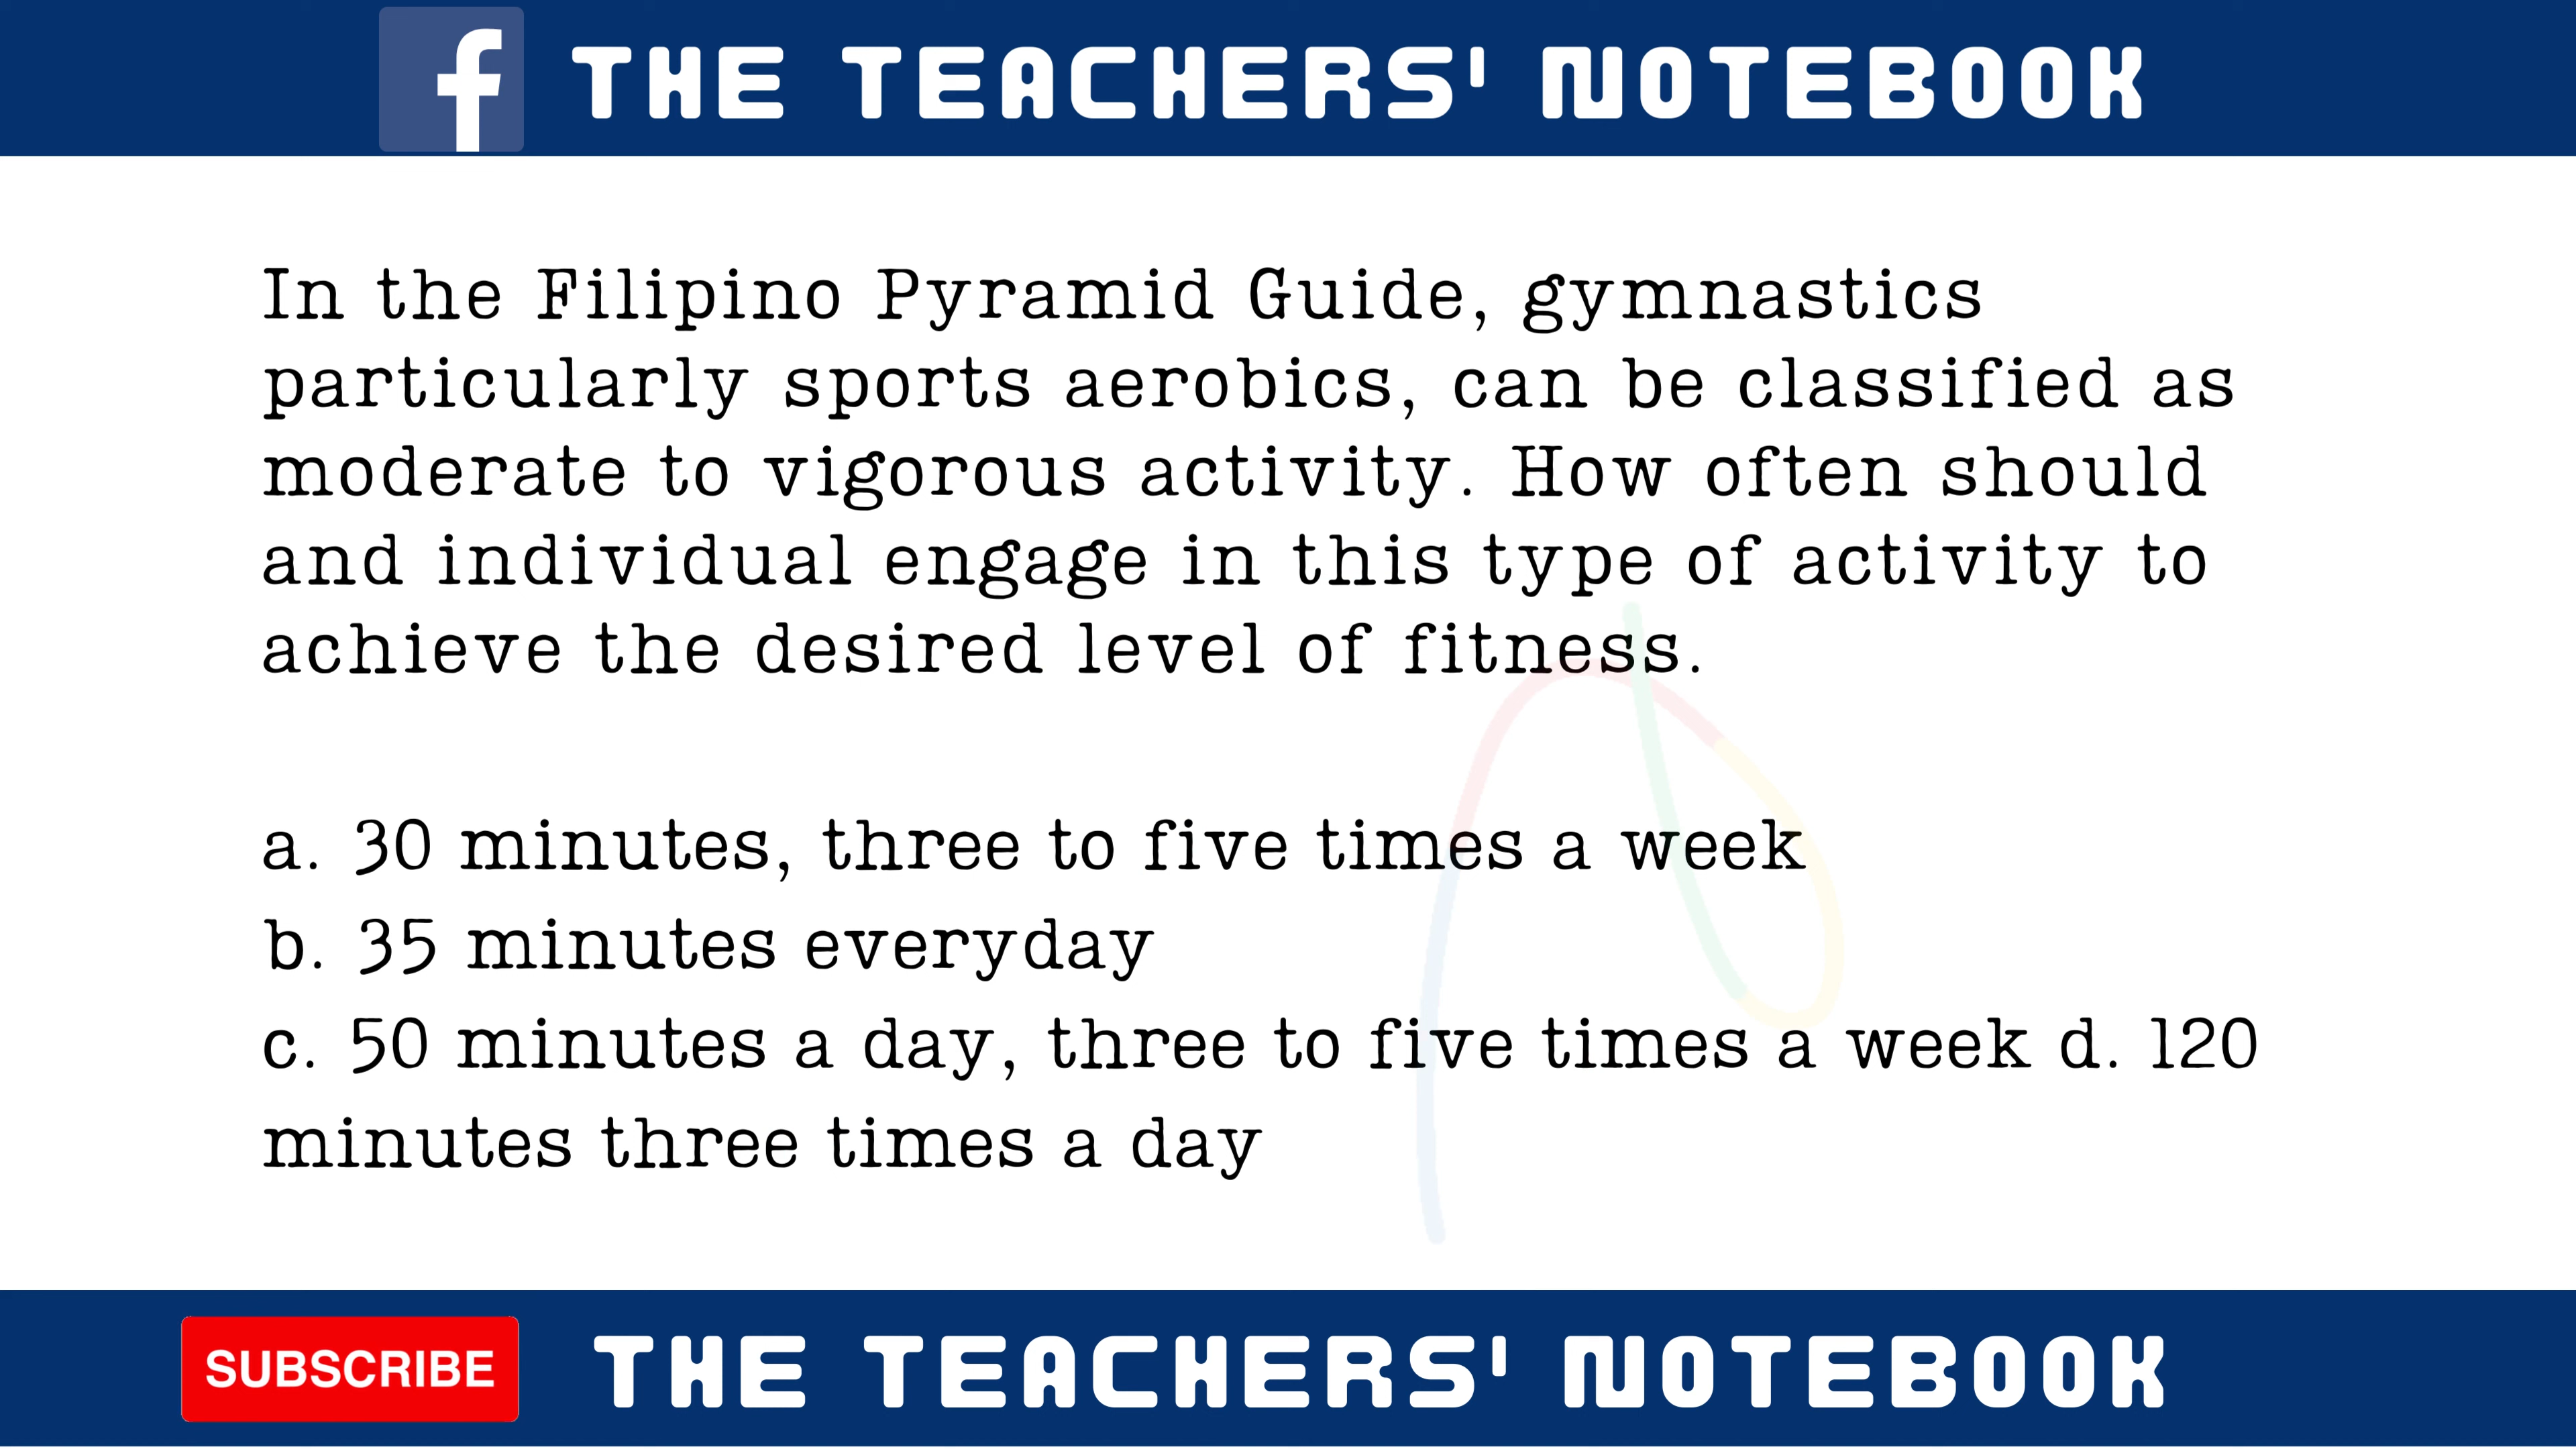 THE TEACHERS' NOTEBOOK
In the Filipino Pyramid Guide, gymnastics
particularly sports aerobics, can be classified as
moderate to vigorous activity. How often should
and individual engage in this type of activity to
achieve the desired level of fitness.
a. 30 minutes, three to five times a week
b. 35 minutes everyday
c. 50 minutes a day, three to five times a week d. 120
minutes three times a day
SUBSCRIBE THE TEACHERS' NOTEBOOK